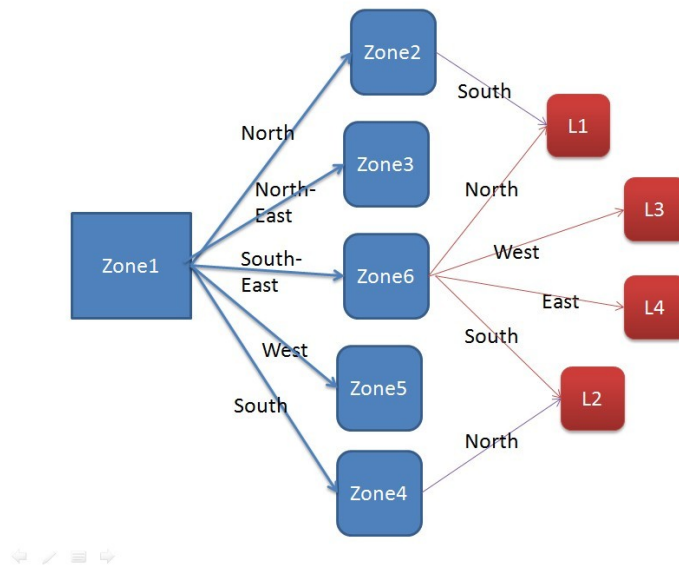 Zone2
South
L1
North
Zone3
North-
East
North
L3
West
Zone1
South-
East
Zone6
East
L4
West
South
Zone5
L2
South
North
Zone4